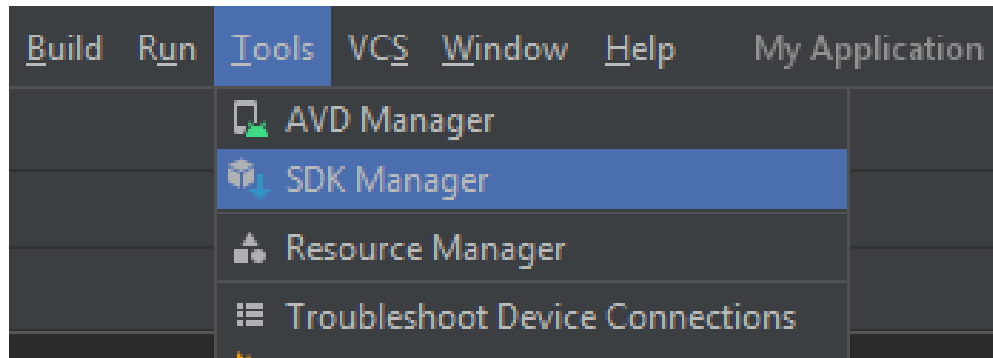 Build Run Tools VCS Window Help My Application
AVD Manager
SDK Manager
Resource Manager
Troubleshoot Device Connections